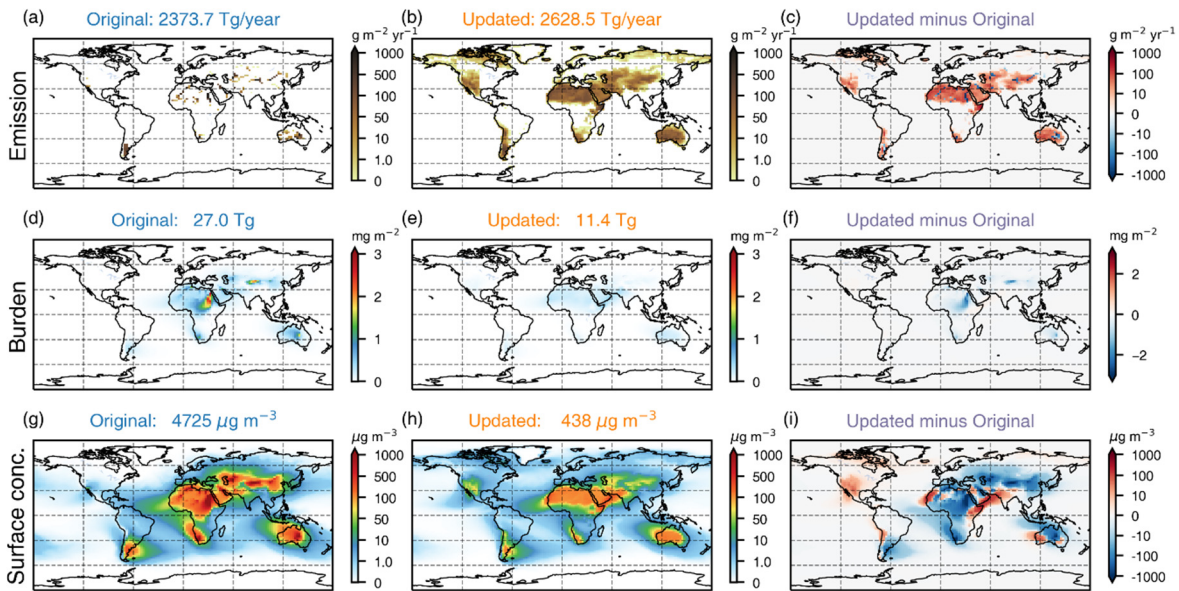 (a) Original: 2373.7 Tg/year
(b) Updated: 2628.5 Tg/year
(c) Updated minus Original
Emission
g m⁻² yr⁻¹
1000
500
100
10
1.0
0
g m⁻² yr⁻¹
1000
500
100
10
1.0
0
g m⁻² yr⁻¹
1000
100
10
0
-10
-100
-1000
(d) Original: 27.0 Tg
(e) Updated: 11.4 Tg
(f) Updated minus Original
Burden
mg m⁻²
3
2
1
0
mg m⁻²
3
2
1
0
mg m⁻²
2
0
-2
(g) Original: 4725 µg m⁻³
(h) Updated: 438 µg m⁻³
(i) Updated minus Original
Surface conc.
µg m⁻³
1000
500
100
50
10
1.0
0
µg m⁻³
1000
500
100
50
10
1.0
0
µg m⁻³
1000
100
10
0
-10
-100
-1000